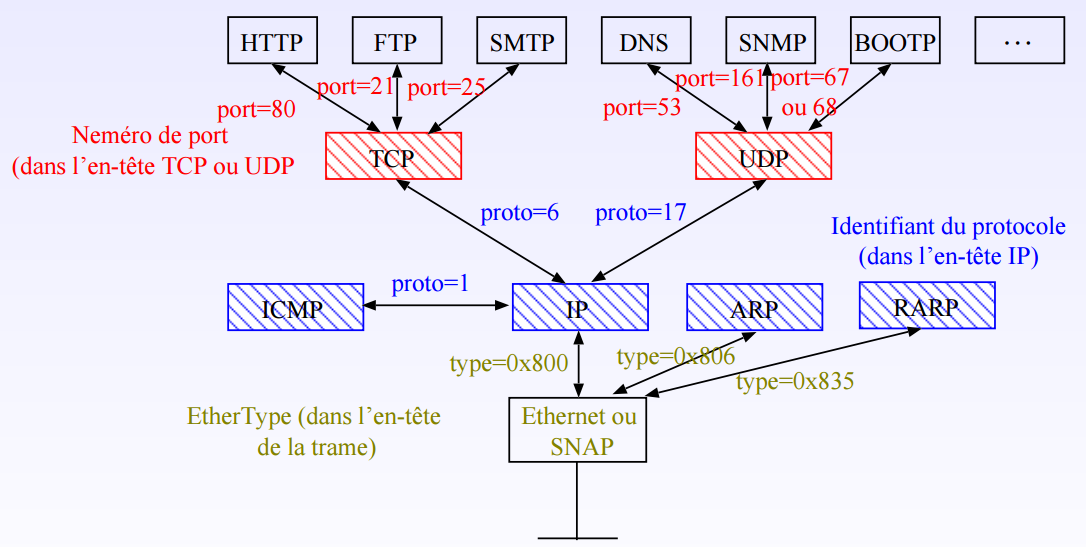 HTTP
FTP
SMTP
DNS
SNMP
BOOTP
...
port=80
port=21
port=25
port=53
port=161
port=67
ou 68
Neméro de port
(dans l'en-tête TCP ou UDP
TCP
UDP
proto=6
proto=17
Identifiant du protocole
(dans l'en-tête IP)
proto=1
ICMP
IP
ARP
RARP
type=0x800
type=0x806
type=0x835
EtherType (dans l'en-tête
de la trame)
Ethernet ou
SNAP